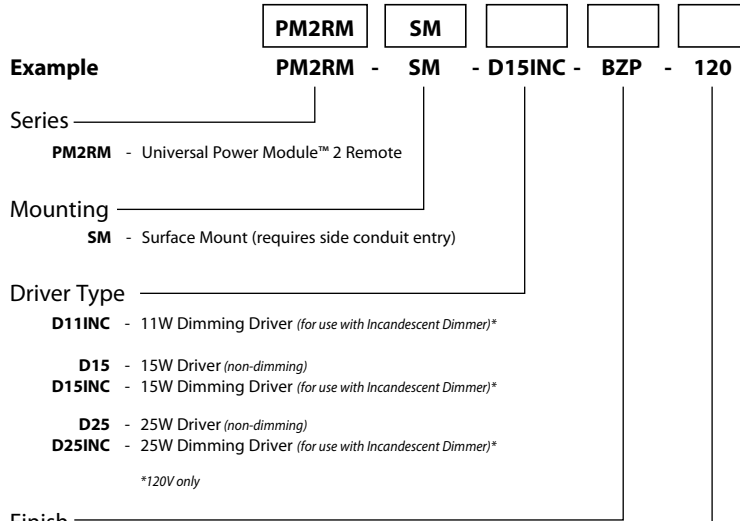 PM2RM SM
Example PM2RM - SM - D15INC - BZP - 120
Series
PM2RM - Universal Power Module™ 2 Remote
Mounting
SM - Surface Mount (requires side conduit entry)
Driver Type
D11INC - 11W Dimming Driver (for use with Incandescent Dimmer)*
D15 - 15W Driver (non-dimming)
D15INC - 15W Dimming Driver (for use with Incandescent Dimmer)*
D25 - 25W Driver (non-dimming)
D25INC - 25W Dimming Driver (for use with Incandescent Dimmer)*
*120V only
Finish